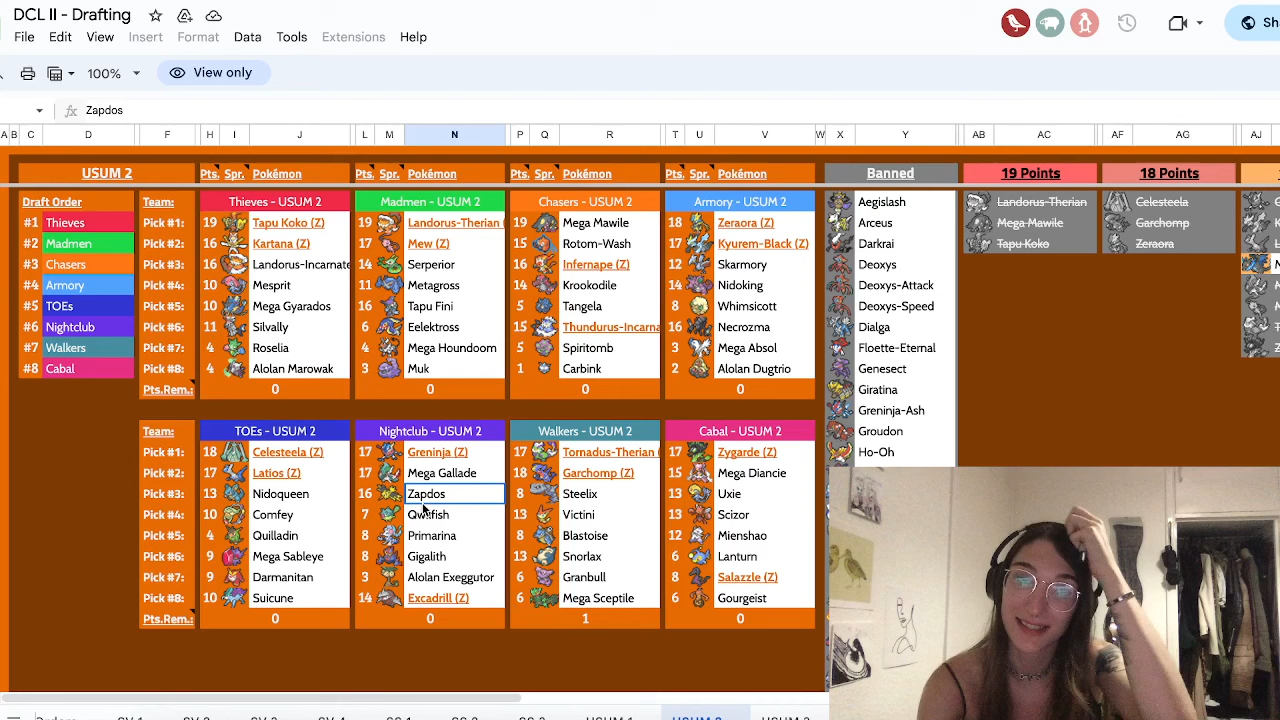 DCL II - Drafting
File Edit View Insert Format Data Tools Extensions Help
100% View only
Zapdos
A B C D F H I J L M N P Q R T U V W X Y AB AC AF AG AJ
USUM 2 Pts. Spr. Pokémon Pts. Spr. Pokémon Pts. Spr. Pokémon Pts. Spr. Pokémon Banned 19 Points 18 Points
Draft Order Team: Thieves - USUM 2 Madmen - USUM 2 Chasers - USUM 2 Armory - USUM 2 Aegislash Landorus-Therian Celesteela
#1 Thieves Pick #1: 19 Tapu Koko (Z) 19 Landorus-Therian ( 19 Mega Mawile 18 Zeraora (Z) Arceus Mega Mawile Garchomp
#2 Madmen Pick #2: 16 Kartana (Z) 17 Mew (Z) 15 Rotom-Wash 17 Kyurem-Black (Z) Darkrai Tapu Koko Zeraora
#3 Chasers Pick #3: 16 Landorus-Incarnate 14 Serperior 16 Infernape (Z) 12 Skarmory Deoxys
#4 Armory Pick #4: 10 Mesprit 11 Metagross 14 Krookodile 14 Nidoking Deoxys-Attack
#5 TOEs Pick #5: 10 Mega Gyarados 16 Tapu Fini 5 Tangela 8 Whimsicott Deoxys-Speed
#6 Nightclub Pick #6: 11 Silvally 6 Eelektross 15 Thundurus-Incarna 16 Necrozma Dialga
#7 Walkers Pick #7: 4 Roselia 4 Mega Houndoom 5 Spiritomb 3 Mega Absol Floette-Eternal
#8 Cabal Pick #8: 4 Alolan Marowak 3 Muk 1 Carbink 2 Alolan Dugtrio Genesect
Pts.Rem.: 0 0 0 0 Giratina
Greninja-Ash
Team: TOEs - USUM 2 Nightclub - USUM 2 Walkers - USUM 2 Cabal - USUM 2 Groudon
Pick #1: 18 Celesteela (Z) 17 Greninja (Z) 17 Tornadus-Therian ( 17 Zygarde (Z) Ho-Oh
Pick #2: 17 Latios (Z) 17 Mega Gallade 18 Garchomp (Z) 15 Mega Diancie
Pick #3: 13 Nidoqueen 16 Zapdos 8 Steelix 13 Uxie
Pick #4: 10 Comfey 7 Qwilfish 13 Victini 13 Scizor
Pick #5: 4 Quilladin 8 Primarina 8 Blastoise 12 Mienshao
Pick #6: 9 Mega Sableye 8 Gigalith 13 Snorlax 6 Lanturn
Pick #7: 9 Darmanitan 3 Alolan Exeggutor 6 Granbull 8 Salazzle (Z)
Pick #8: 10 Suicune 14 Excadrill (Z) 6 Mega Sceptile 6 Gourgeist
Pts.Rem.: 0 0 1 0
USUM 1